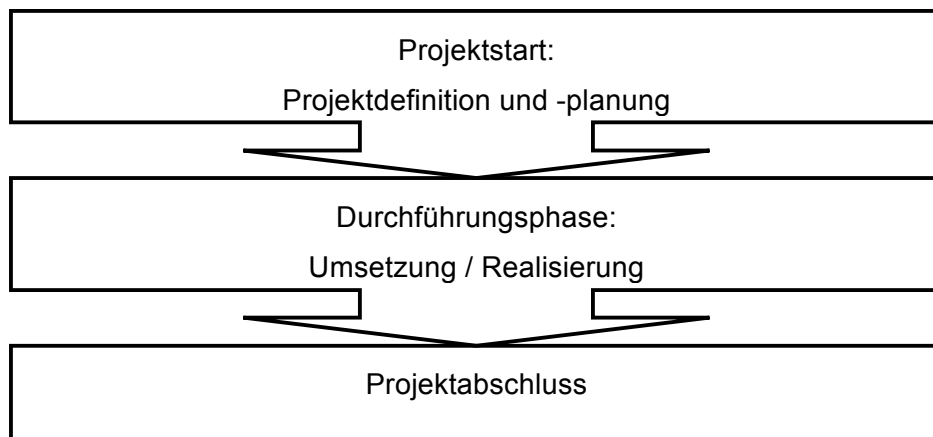 Projektstart:
Projektdefinition und -planung
Durchführungsphase:
Umsetzung / Realisierung
Projektabschluss